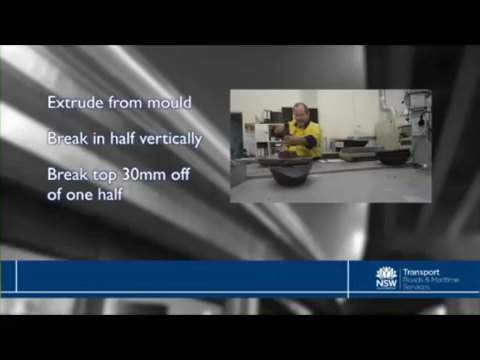 Extrude from mould
Break in half vertically
Break top 30mm off
of one half
NSW
Transport
Roads & Maritime
Services